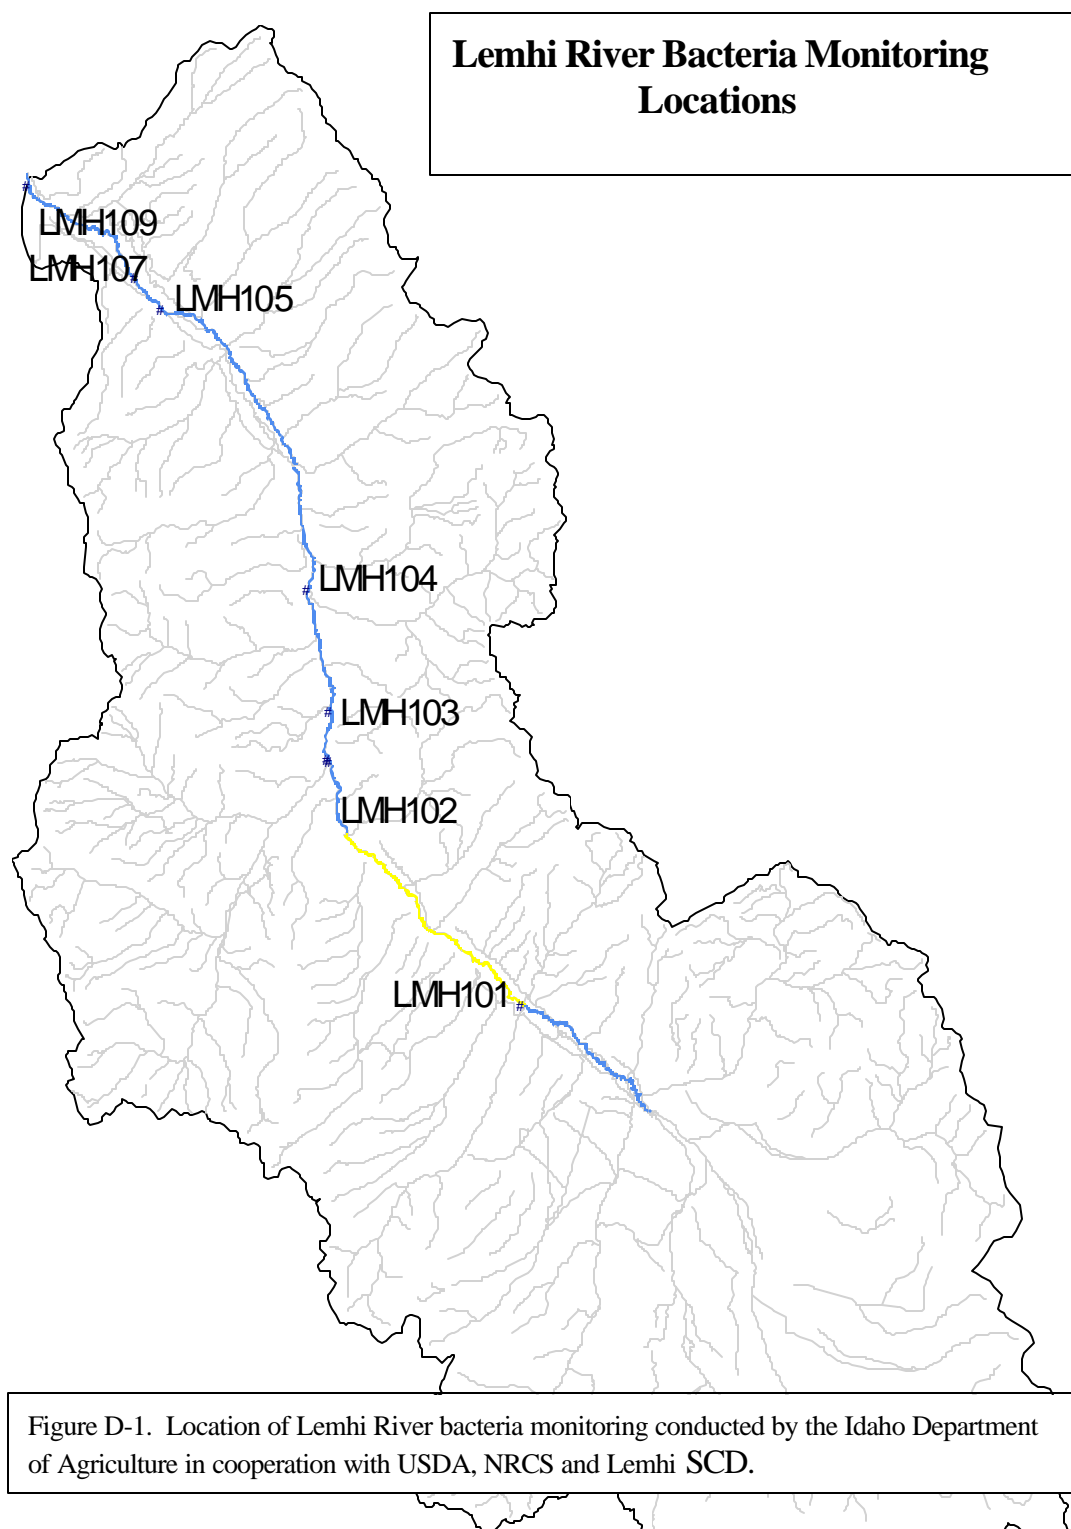 Lemhi River Bacteria Monitoring
Locations
#
LMH109
LMH107
#
LMH105
#
LMH104
#
LMH103
#
#
LMH102
LMH101
#
Figure D-1. Location of Lemhi River bacteria monitoring conducted by the Idaho Department
of Agriculture in cooperation with USDA, NRCS and Lemhi SCD.